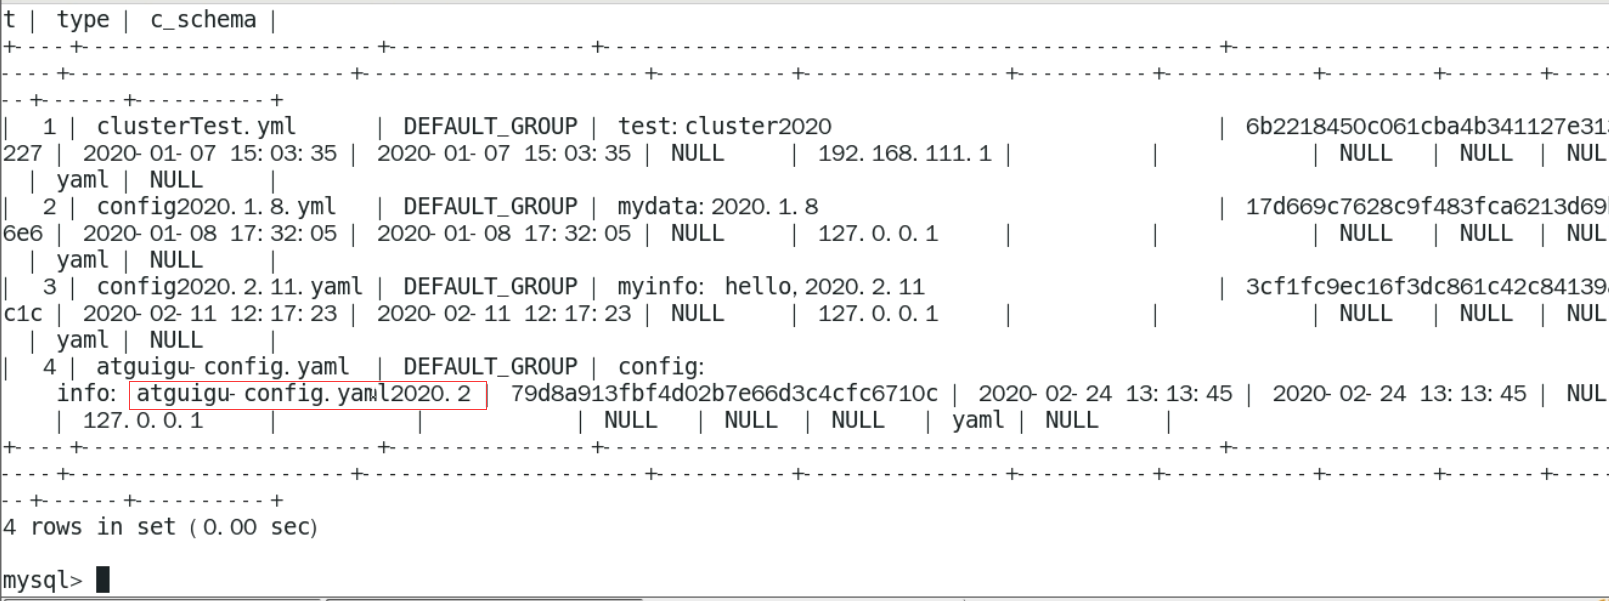 t | type | c_schema |
+----+--------------------+---------------+------------------------------------------+--------------------------
----+--------------------+--------------------+----------+---------------+----------+-----------+--------+-------+----
--+------+----------+
|  1 | clusterTest.yml    | DEFAULT_GROUP | test: cluster2020 | 6b2218450c061cba4b341127e31
227 | 2020-01-07 15:03:35 | 2020-01-07 15:03:35 | NULL | 192.168.111.1 | | | NULL | NULL | NUL
| yaml | NULL |
|  2 | config2020.1.8.yml | DEFAULT_GROUP | mydata: 2020.1.8 | 17d669c7628c9f483fca6213d69
6e6 | 2020-01-08 17:32:05 | 2020-01-08 17:32:05 | NULL | 127.0.0.1 | | | NULL | NULL | NUL
| yaml | NULL |
|  3 | config2020.2.11.yaml | DEFAULT_GROUP | myinfo: hello,2020.2.11 | 3cf1fc9ec16f3dc861c42c84139
c1c | 2020-02-11 12:17:23 | 2020-02-11 12:17:23 | NULL | 127.0.0.1 | | | NULL | NULL | NUL
| yaml | NULL |
|  4 | atguigu-config.yaml | DEFAULT_GROUP | config:
info: atguigu-config.yaml2020.2 | 79d8a913fbf4d02b7e66d3c4cfc6710c | 2020-02-24 13:13:45 | 2020-02-24 13:13:45 | NUL
| 127.0.0.1 | | | NULL | NULL | NULL | yaml | NULL |
+----+--------------------+---------------+------------------------------------------+--------------------------
----+--------------------+--------------------+----------+---------------+----------+-----------+--------+-------+----
--+------+----------+
4 rows in set (0.00 sec)
mysql>